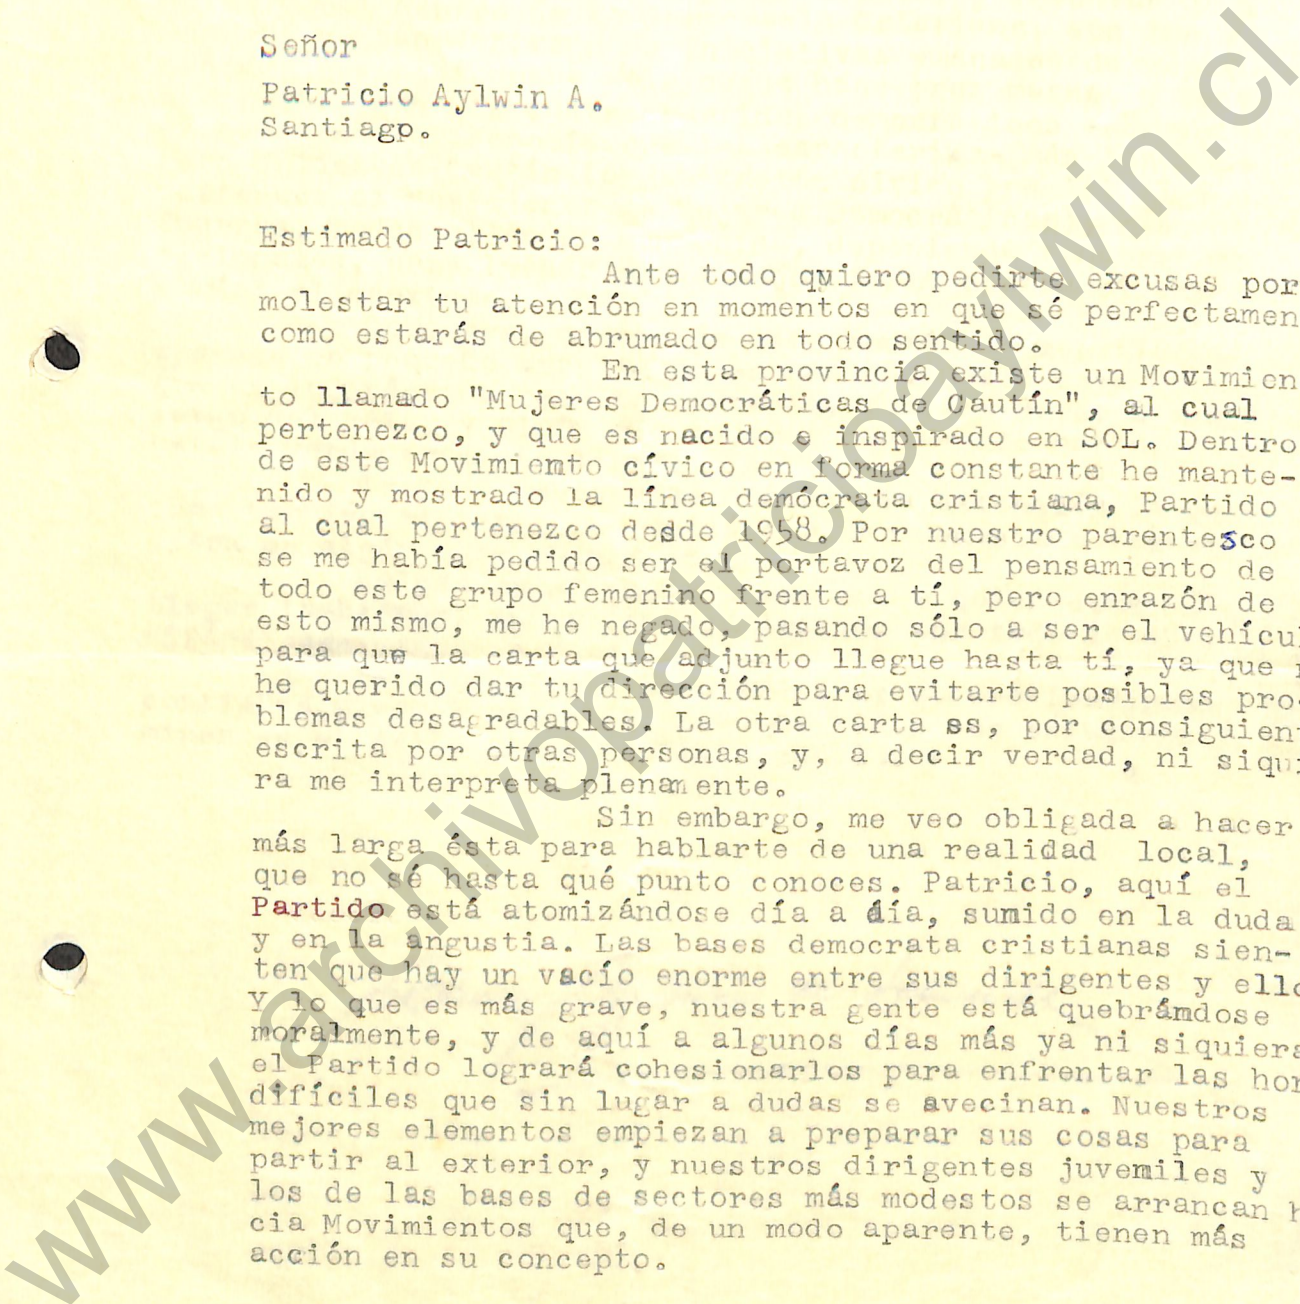 Señor
Patricio Aylwin A.
Santiagp.
Estimado Patricio:
Ante todo quiero pedirte excusas por
molestar tu atención en momentos en que sé perfectamen
como estarás de abrumado en todo sentido.
En esta provincia existe un Movimien
to llamado "Mujeres Democráticas de Cautín", al cual
pertenezco, y que es nacido e inspirado en SOL. Dentro
de este Movimiento cívico en forma constante he mante-
nido y mostrado la línea demócrata cristiana, Partido
al cual pertenezco desde 1958. Por nuestro parentesco
se me había pedido ser el portavoz del pensamiento de
todo este grupo femenino frente a tí, pero enrazón de
esto mismo, me he negado, pasando sólo a ser el vehícul
para que la carta que adjunto llegue hasta tí, ya que
he querido dar tu dirección para evitarte posibles pro-
blemas desagradables. La otra carta es, por consiguient
escrita por otras personas, y, a decir verdad, ni siqui
ra me interpreta plenamente.
Sin embargo, me veo obligada a hacer
más larga ésta para hablarte de una realidad local,
que no sé hasta qué punto conoces. Patricio, aquí el
Partido está atomizándose día a día, sumido en la duda
y en la angustia. Las bases democrata cristianas sien-
ten que hay un vacío enorme entre sus dirigentes y ello
Y lo que es más grave, nuestra gente está quebrámdose
moralmente, y de aquí a algunos días más ya ni siquiera
el Partido logrará cohesionarlos para enfrentar las hor
difíciles que sin lugar a dudas se avecinan. Nuestros
mejores elementos empiezan a preparar sus cosas para
partir al exterior, y nuestros dirigentes juveniles y
los de las bases de sectores más modestos se arrancan h
cia Movimientos que, de un modo aparente, tienen más
acción en su concepto.
www.archivopatricioaylwin.cl